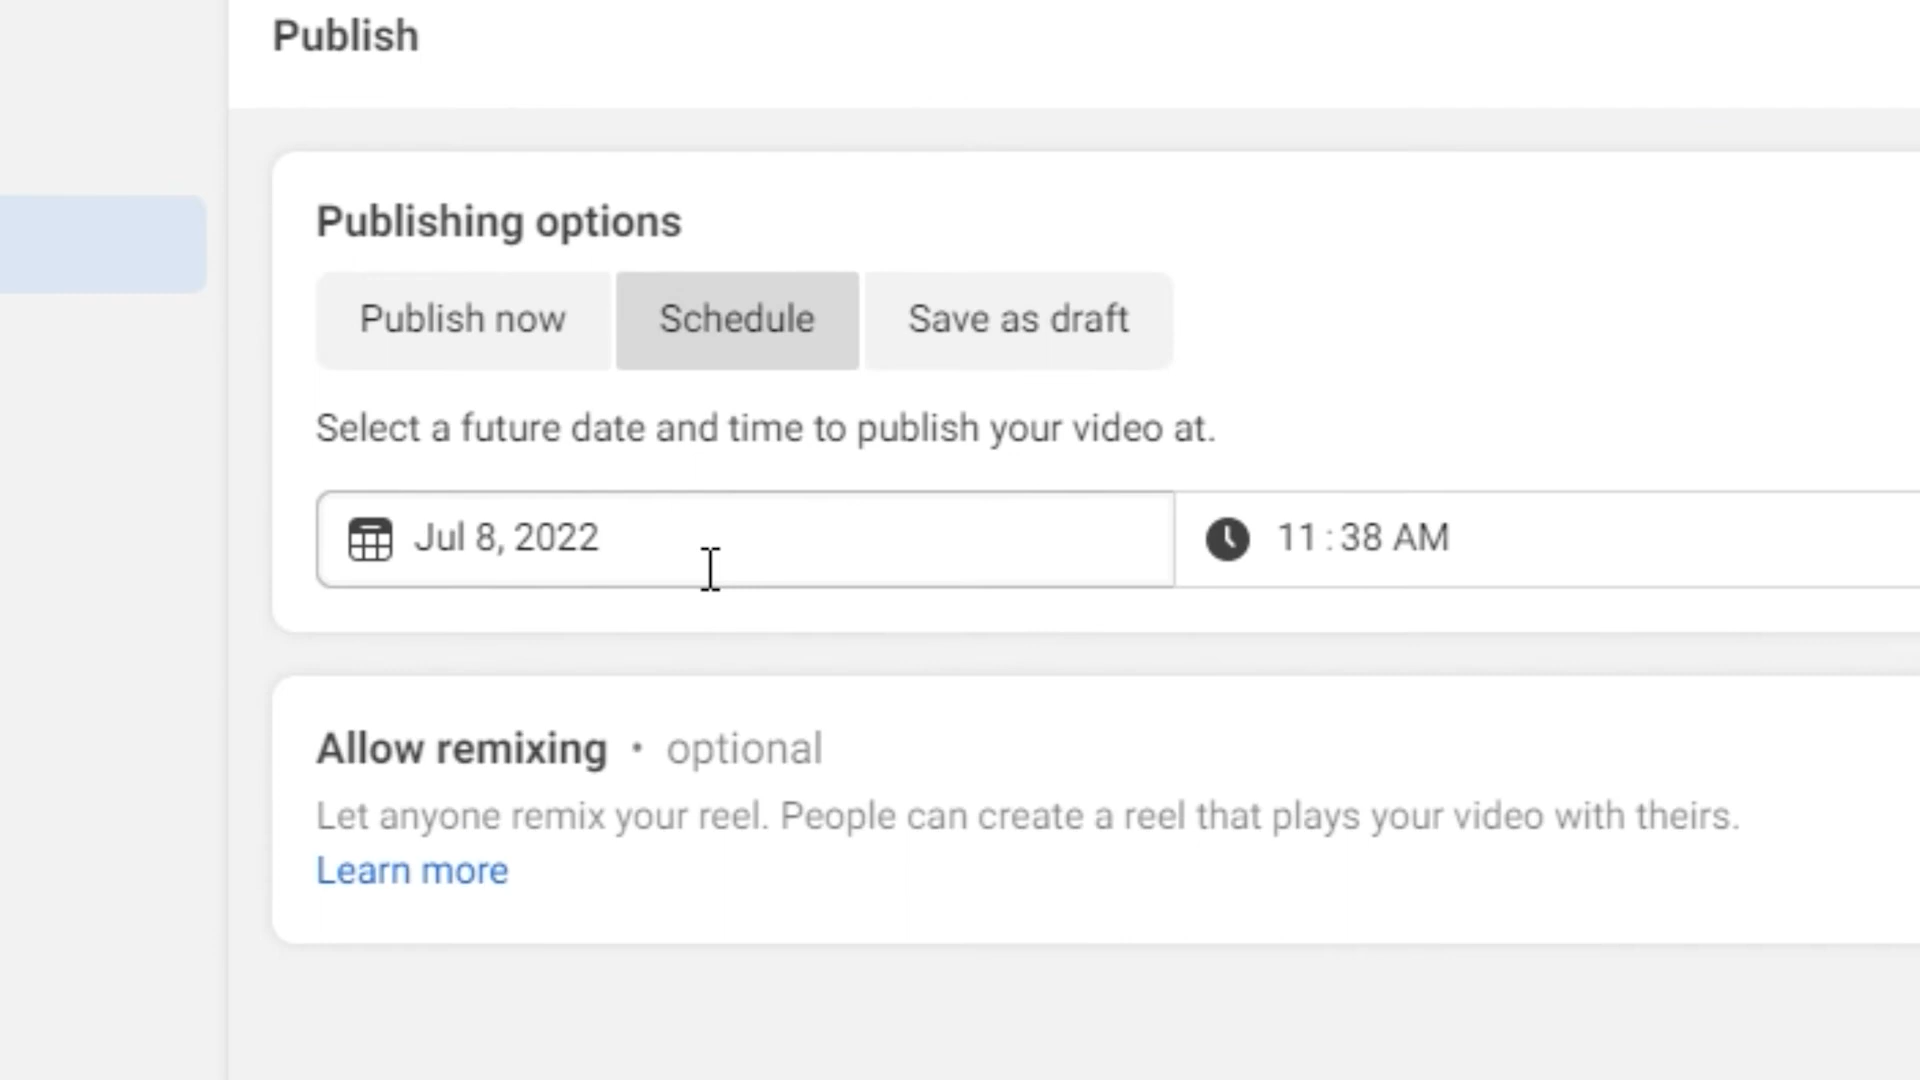 Publish
Publishing options
Publish now Schedule Save as draft
Select a future date and time to publish your video at.
Jul 8, 2022 11 : 38 AM
Allow remixing • optional
Let anyone remix your reel. People can create a reel that plays your video with theirs.
Learn more